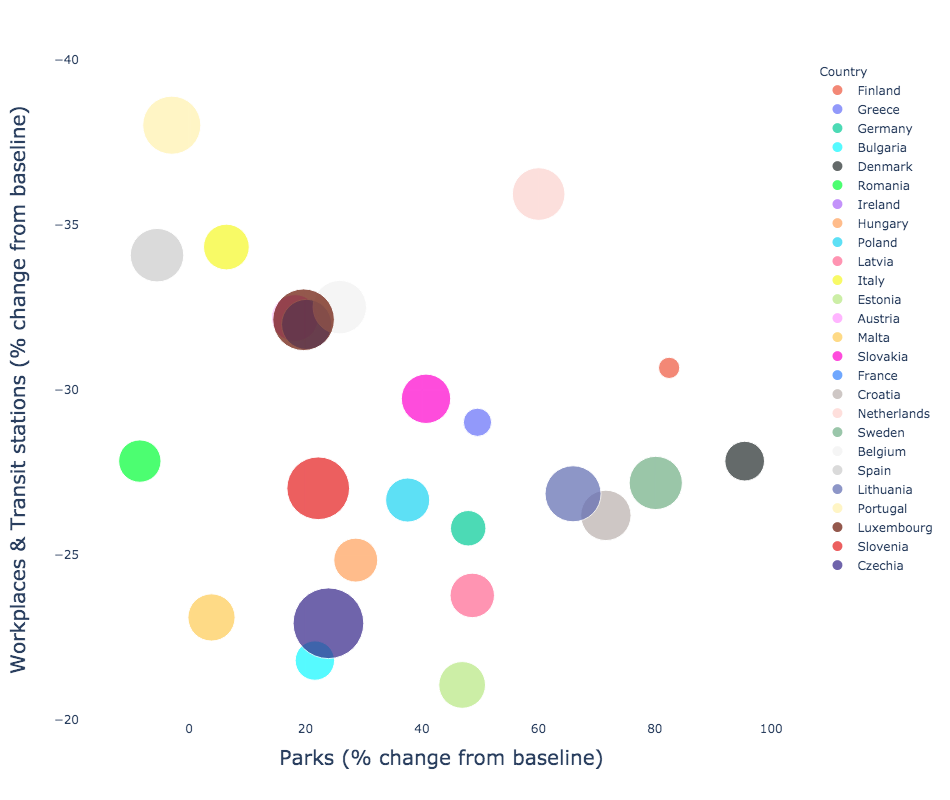 −40
−35
−30
−25
−20
Workplaces & Transit stations (% change from baseline)
0 20 40 60 80 100
Parks (% change from baseline)
Country
Finland
Greece
Germany
Bulgaria
Denmark
Romania
Ireland
Hungary
Poland
Latvia
Italy
Estonia
Austria
Malta
Slovakia
France
Croatia
Netherlands
Sweden
Belgium
Spain
Lithuania
Portugal
Luxembourg
Slovenia
Czechia